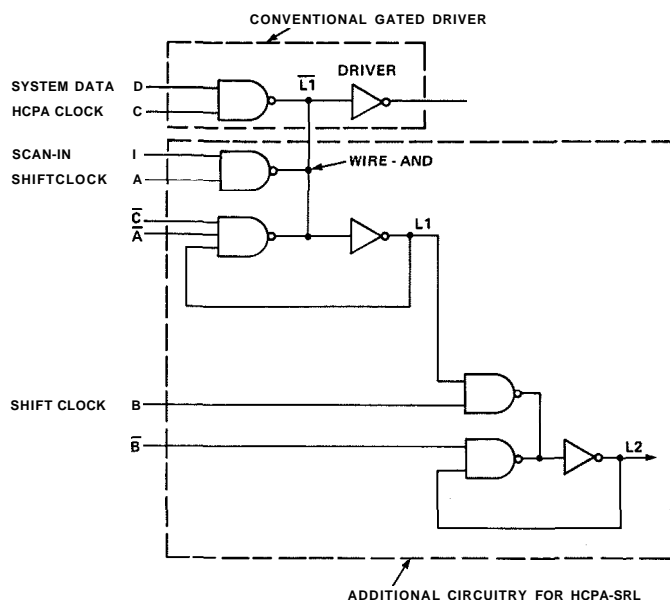 CONVENTIONAL GATED DRIVER
SYSTEM DATA D
HCPA CLOCK C
L1̅
DRIVER
SCAN-IN I
SHIFTCLOCK A
WIRE - AND
C̅
A̅
L1
SHIFT CLOCK B
B̅
L2
ADDITIONAL CIRCUITRY FOR HCPA-SRL